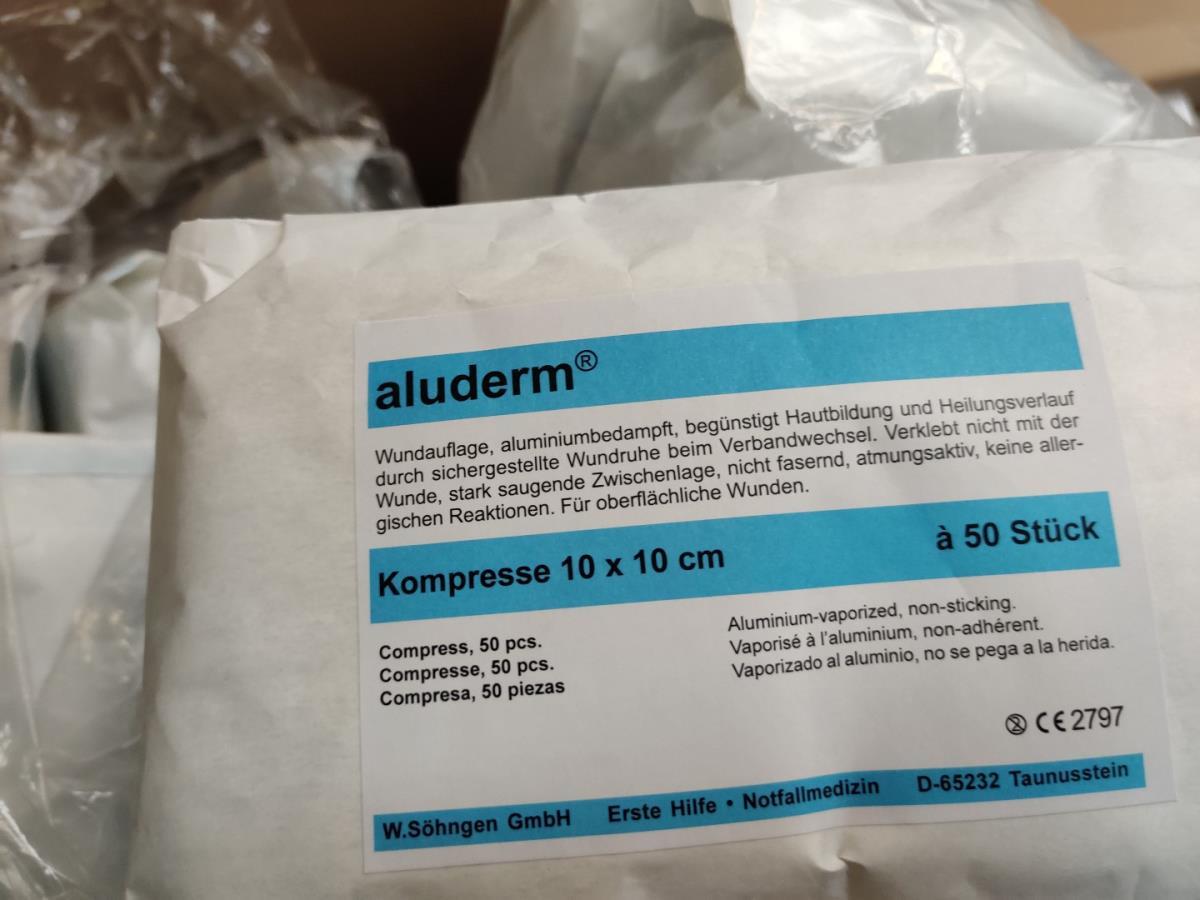 aluderm®
Wundauflage, aluminiumbedampft, begünstigt Hautbildung und Heilungsverlauf
durch sichergestellte Wundruhe beim Verbandwechsel. Verklebt nicht mit der
Wunde, stark saugende Zwischenlage, nicht fasernd, atmungsaktiv, keine aller-
gischen Reaktionen. Für oberflächliche Wunden.
Kompresse 10 x 10 cm à 50 Stück
Compress, 50 pcs.
Compresse, 50 pcs.
Compresa, 50 piezas
Aluminium-vaporized, non-sticking.
Vaporisé à l'aluminium, non-adhérent.
Vaporizado al aluminio, no se pega a la herida.
CE 2797
W.Söhngen GmbH Erste Hilfe • Notfallmedizin D-65232 Taunusstein